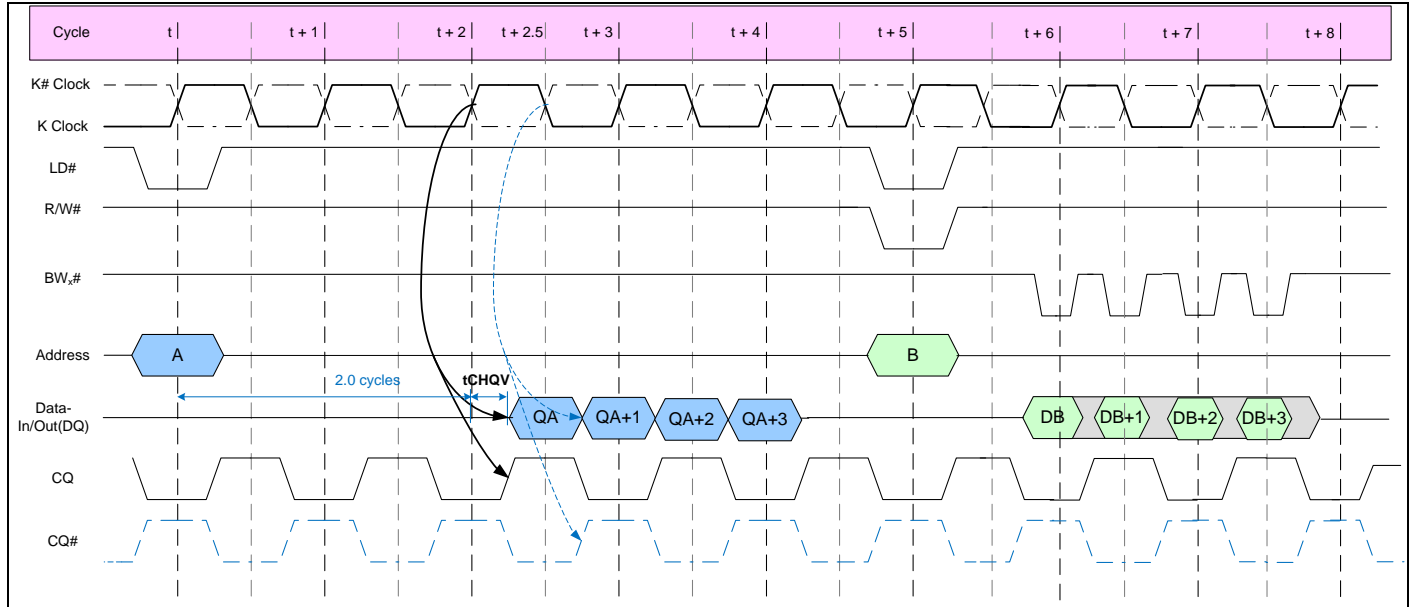 Cycle t t + 1 t + 2 t + 2.5 t + 3 t + 4 t + 5 t + 6 t + 7 t + 8
K# Clock
K Clock
LD#
R/W#
BWx#
Address A B
2.0 cycles tCHQV
Data-
In/Out(DQ) QA QA+1 QA+2 QA+3 DB DB+1 DB+2 DB+3
CQ
CQ#